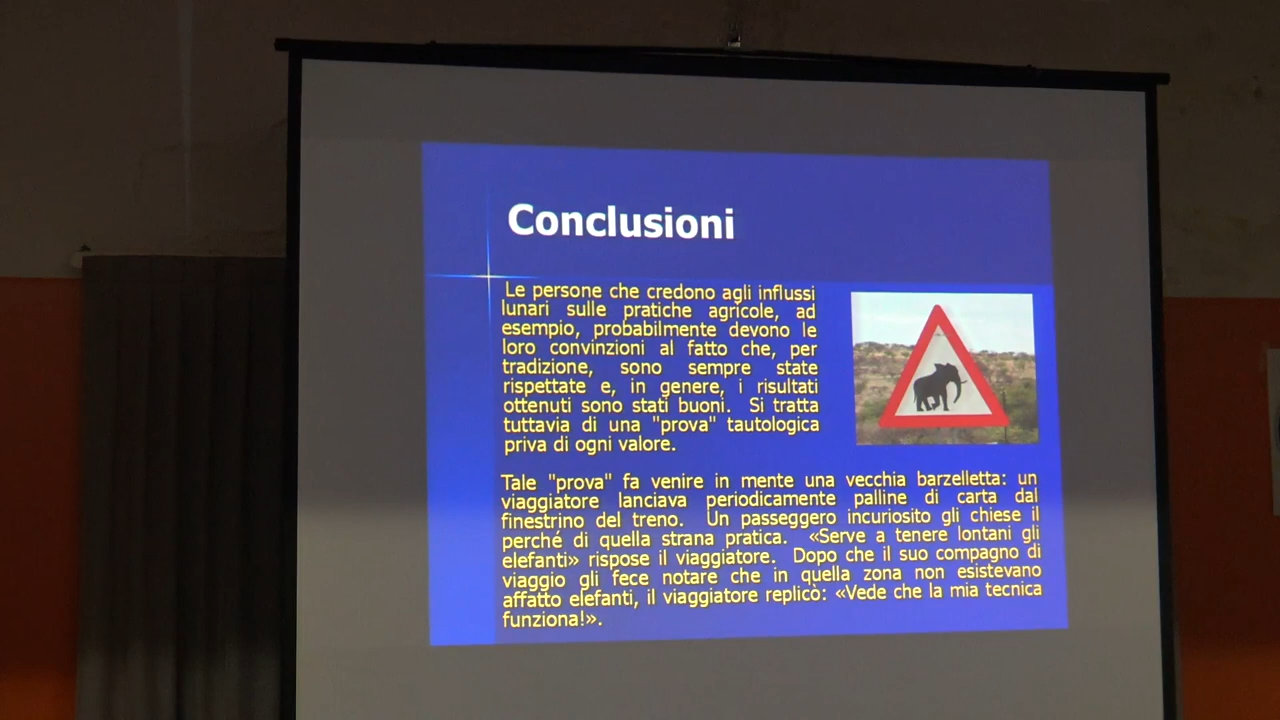 Conclusioni
Le persone che credono agli influssi
lunari sulle pratiche agricole, ad
esempio, probabilmente devono le
loro convinzioni al fatto che, per
tradizione, sono sempre state
rispettate e, in genere, i risultati
ottenuti sono stati buoni. Si tratta
tuttavia di una "prova" tautologica
priva di ogni valore.
Tale "prova" fa venire in mente una vecchia barzelletta: un
viaggiatore lanciava periodicamente palline di carta dal
finestrino del treno. Un passeggero incuriosito gli chiese il
perché di quella strana pratica. «Serve a tenere lontani gli
elefanti» rispose il viaggiatore. Dopo che il suo compagno di
viaggio gli fece notare che in quella zona non esistevano
affatto elefanti, il viaggiatore replicò: «Vede che la mia tecnica
funziona!».